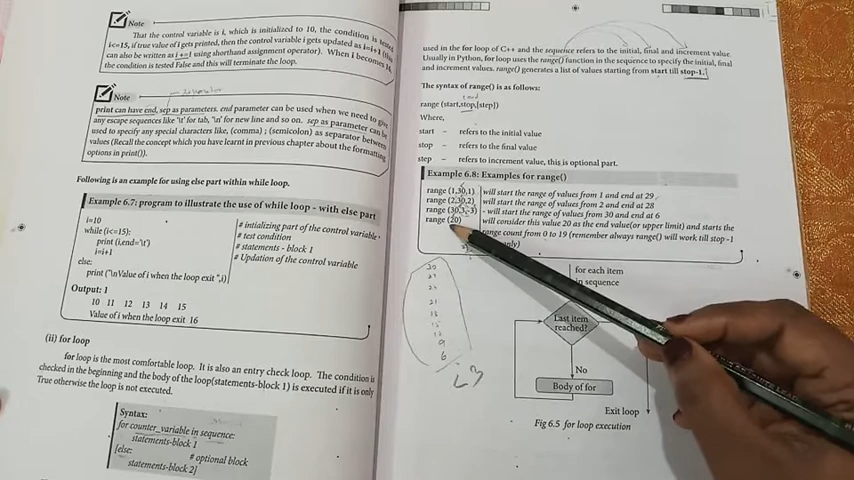 Note
That the control variable is i, which is initialized to 10, the condition is tested
i<=15, if true value of i gets printed, then the control variable i gets updated as i=i+1 (this
can also be written as i +=1 using shorthand assignment operator). When i becomes 16,
the condition is tested False and this will terminate the loop.
Note
print can have end, sep as parameters. end parameter can be used when we need to give
any escape sequences like '\t' for tab, '\n' for new line and so on. sep as parameter can be
used to specify any special characters like, (comma) ; (semicolon) as separator between
values (Recall the concept which you have learnt in previous chapter about the formatting
options in print()).
Following is an example for using else part within while loop.
Example 6.7: program to illustrate the use of while loop - with else part
i=10 # intializing part of the control variable
while (i<=15): # test condition
print (i,end='\t') # statements - block 1
i=i+1 # Updation of the control variable
else:
print ("\nValue of i when the loop exit ",i)
Output: 1
10 11 12 13 14 15
Value of i when the loop exit 16
(ii) for loop
for loop is the most comfortable loop. It is also an entry check loop. The condition is
checked in the beginning and the body of the loop(statements-block 1) is executed if it is only
True otherwise the loop is not executed.
Syntax:
for counter_variable in sequence:
statements-block 1
[else: # optional block
statements-block 2]
used in the for loop of C++ and the sequence refers to the initial, final and increment value.
Usually in Python, for loop uses the range() function in the sequence to specify the initial, final
and increment values. range() generates a list of values starting from start till stop-1.
The syntax of range() is as follows:
end
range (start,stop,[step])
Where,
start – refers to the initial value
stop – refers to the final value
step – refers to increment value, this is optional part.
Example 6.8: Examples for range()
range (1,30,1) will start the range of values from 1 and end at 29
range (2,30,2) will start the range of values from 2 and end at 28
range (30,3,-3) - will start the range of values from 30 and end at 6
range (20) will consider this value 20 as the end value(or upper limit) and starts the
range count from 0 to 19 (remember always range() will work till stop -1
only)
30
27
24
21
18
15
12
9
6
for each item
in sequence
Last item
reached?
No
Body of for
Exit loop
Fig 6.5 for loop execution